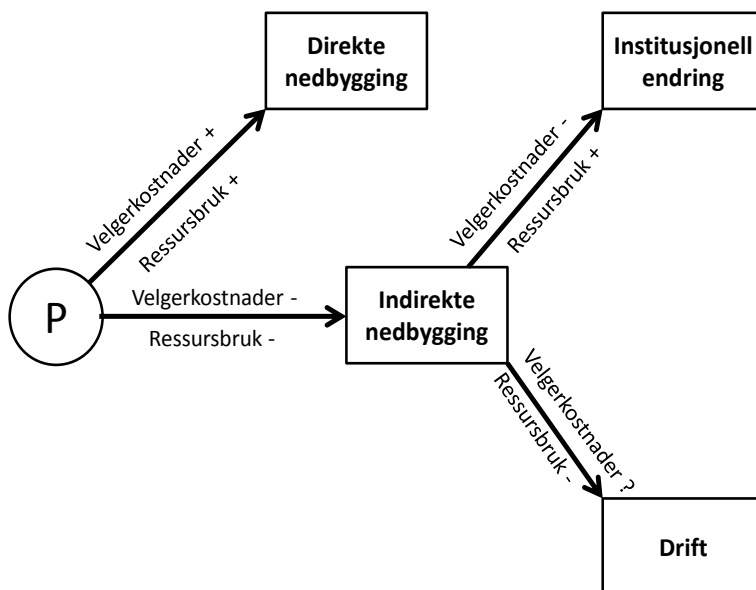 Direkte
nedbygging
Institusjonell
endring
Velgerkostnader +
Ressursbruk +
Velgerkostnader -
Ressursbruk +
P
Velgerkostnader -
Ressursbruk -
Indirekte
nedbygging
Velgerkostnader ?
Ressursbruk -
Drift